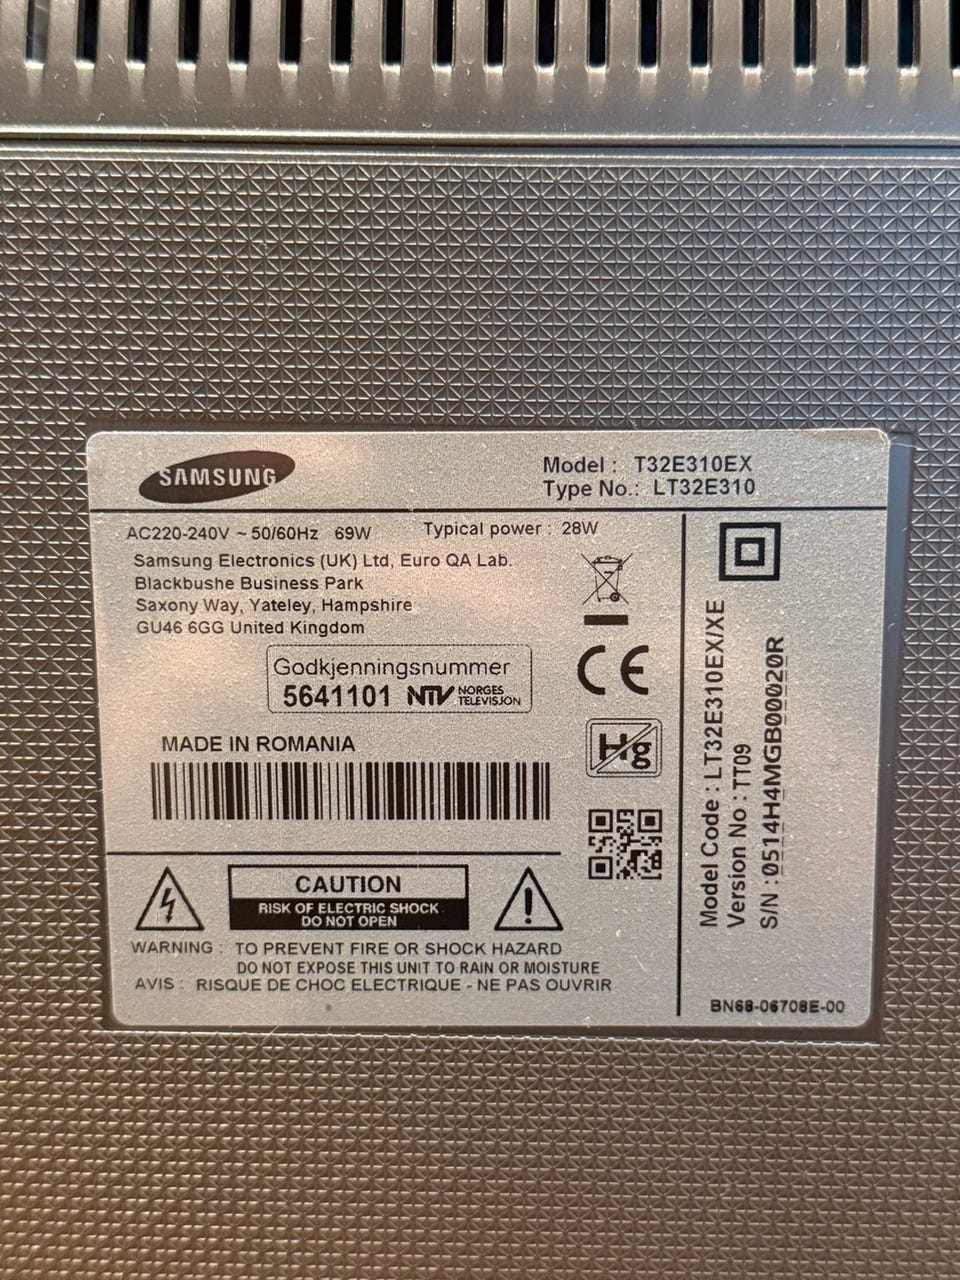 SAMSUNG
Model : T32E310EX
Type No.: LT32E310
AC220-240V ~ 50/60Hz 69W Typical power : 28W
Samsung Electronics (UK) Ltd, Euro QA Lab.
Blackbushe Business Park
Saxony Way, Yateley, Hampshire
GU46 6GG United Kingdom
Godkjenningsnummer
5641101 NTV NORGES TELEVISJON
MADE IN ROMANIA
CE
Hg
CAUTION
RISK OF ELECTRIC SHOCK
DO NOT OPEN
WARNING : TO PREVENT FIRE OR SHOCK HAZARD
DO NOT EXPOSE THIS UNIT TO RAIN OR MOISTURE
AVIS : RISQUE DE CHOC ELECTRIQUE - NE PAS OUVRIR
Model Code : LT32E310EX/XE
Version No : TT09
S/N : 0514H4MGB00020R
BN68-06708E-00